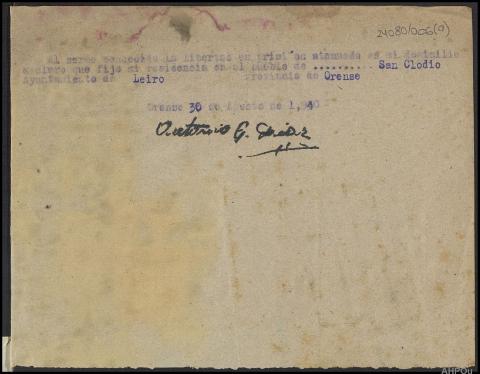 24080/006(9)
Al serme concedida la libertad en prisión atenuada en mi domicilio
declaro que fijo mi residencia en el pueblo de .......... San Clodio
Ayuntamiento de Leiro provincia de Orense
Orense 30 de Agosto de 1.940
Antonio G.
AHPOu